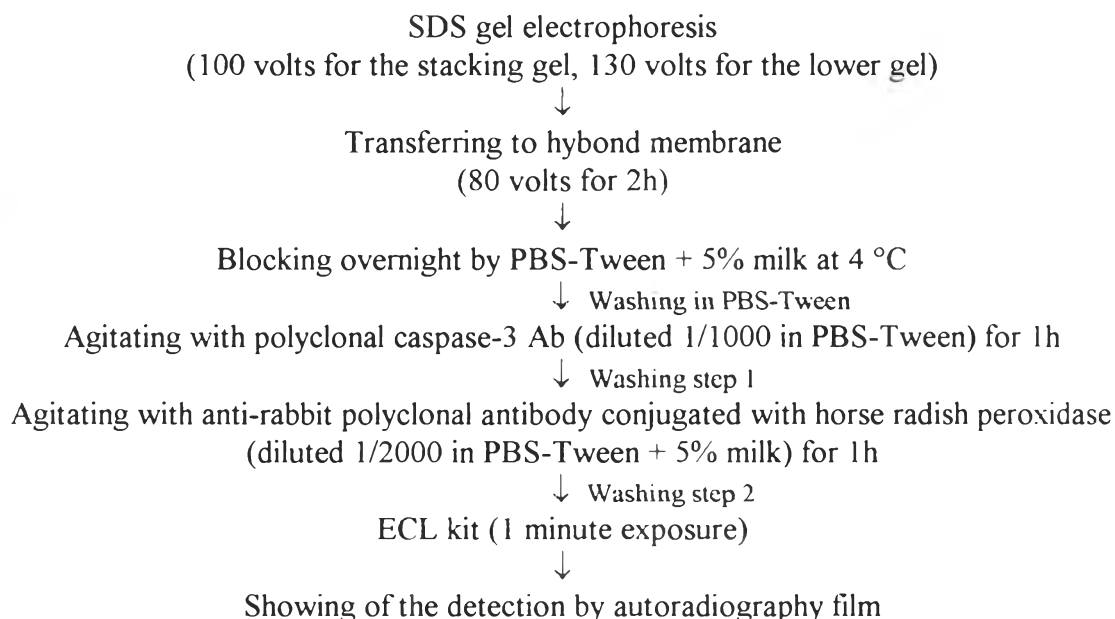 SDS gel electrophoresis
(100 volts for the stacking gel, 130 volts for the lower gel)
↓
Transferring to hybond membrane
(80 volts for 2h)
↓
Blocking overnight by PBS-Tween + 5% milk at 4 °C
↓ Washing in PBS-Tween
Agitating with polyclonal caspase-3 Ab (diluted 1/1000 in PBS-Tween) for 1h
↓ Washing step 1
Agitating with anti-rabbit polyclonal antibody conjugated with horse radish peroxidase
(diluted 1/2000 in PBS-Tween + 5% milk) for 1h
↓ Washing step 2
ECL kit (1 minute exposure)
↓
Showing of the detection by autoradiography film